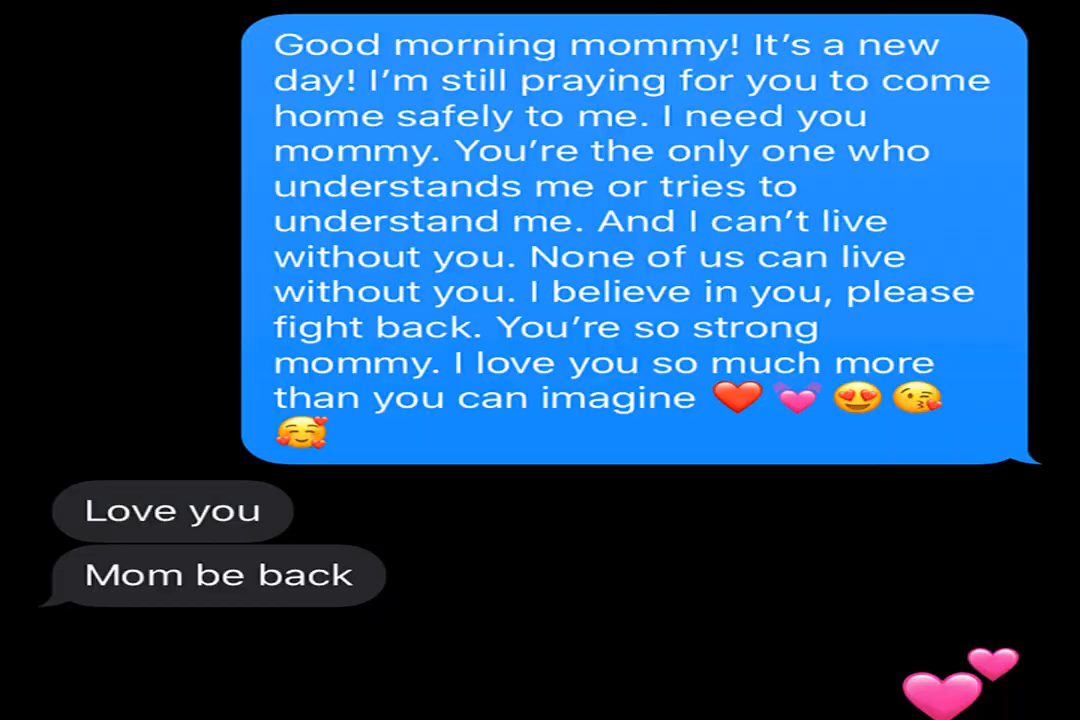 Good morning mommy! It’s a new
day! I’m still praying for you to come
home safely to me. I need you
mommy. You’re the only one who
understands me or tries to
understand me. And I can’t live
without you. None of us can live
without you. I believe in you, please
fight back. You’re so strong
mommy. I love you so much more
than you can imagine ❤️ 💓 😍 😘
🥰
Love you
Mom be back
💕